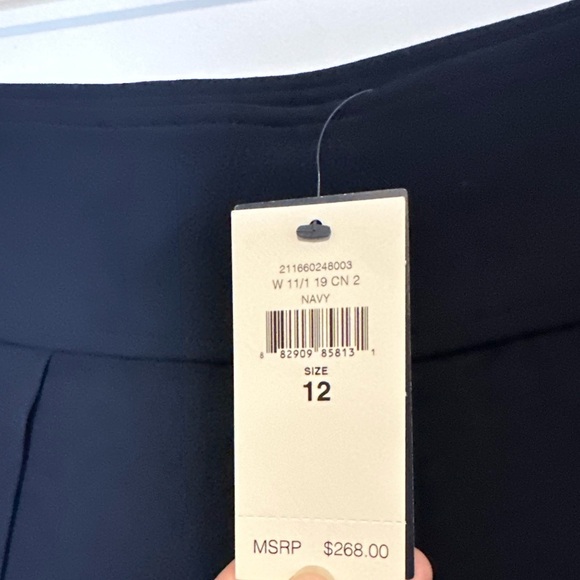 211660248003
W 11/1 19 CN 2
NAVY
8 82909 85813 1
SIZE
12
MSRP $268.00